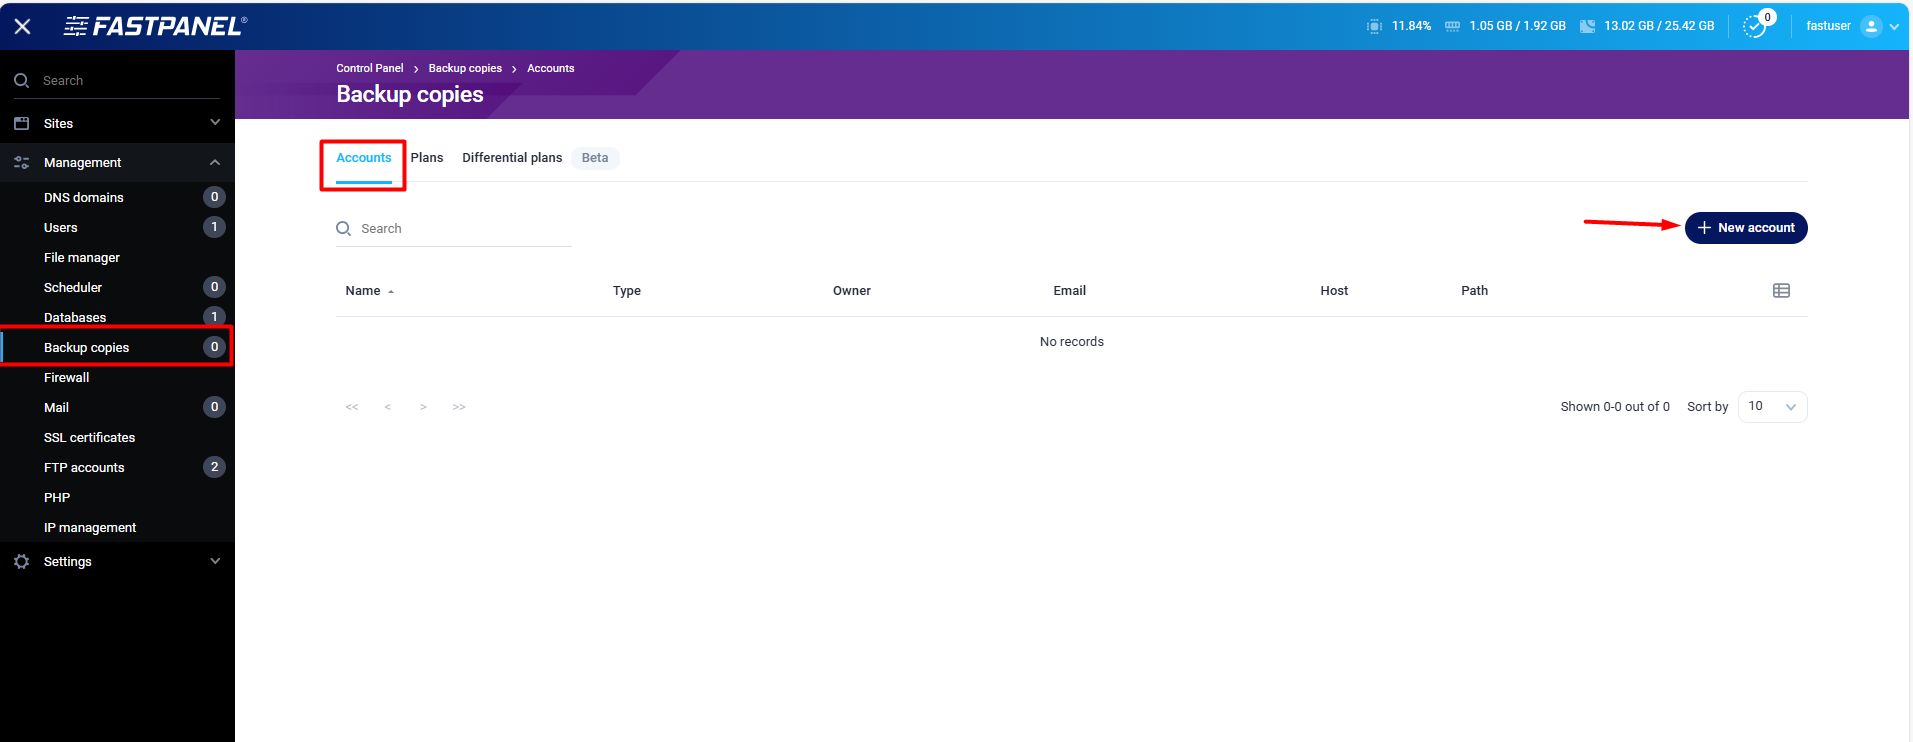 FASTPANEL®
11.84%
1.05 GB / 1.92 GB
13.02 GB / 25.42 GB
0
fastuser
Search
Sites
Management
DNS domains 0
Users 1
File manager
Scheduler 0
Databases 1
Backup copies 0
Firewall
Mail 0
SSL certificates
FTP accounts 2
PHP
IP management
Settings
Control Panel > Backup copies > Accounts
Backup copies
Accounts Plans Differential plans Beta
Search
+ New account
Name Type Owner Email Host Path
No records
<< < > >>
Shown 0-0 out of 0 Sort by 10